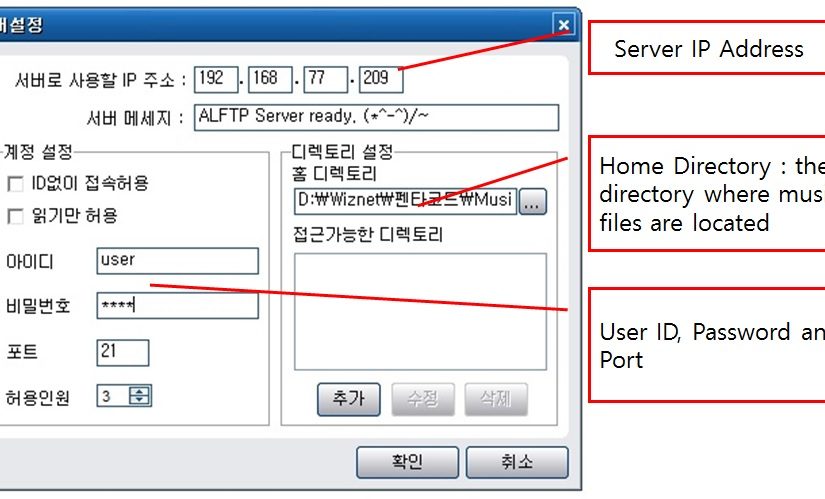 버설정
서버로 사용할 IP 주소 : 192 . 168 . 77 . 209
서버 메세지 : ALFTP Server ready, (*^-^)/~
계정 설정
ID없이 접속허용
읽기만 허용
아이디 user
비밀번호 ****
포트 21
허용인원 3
디렉토리 설정
홈 디렉토리
D:₩Wiznet₩펜타코드₩Musi ...
접근가능한 디렉토리
추가 수정 삭제
확인 취소
Server IP Address
Home Directory : the
directory where mus
files are located
User ID, Password an
Port